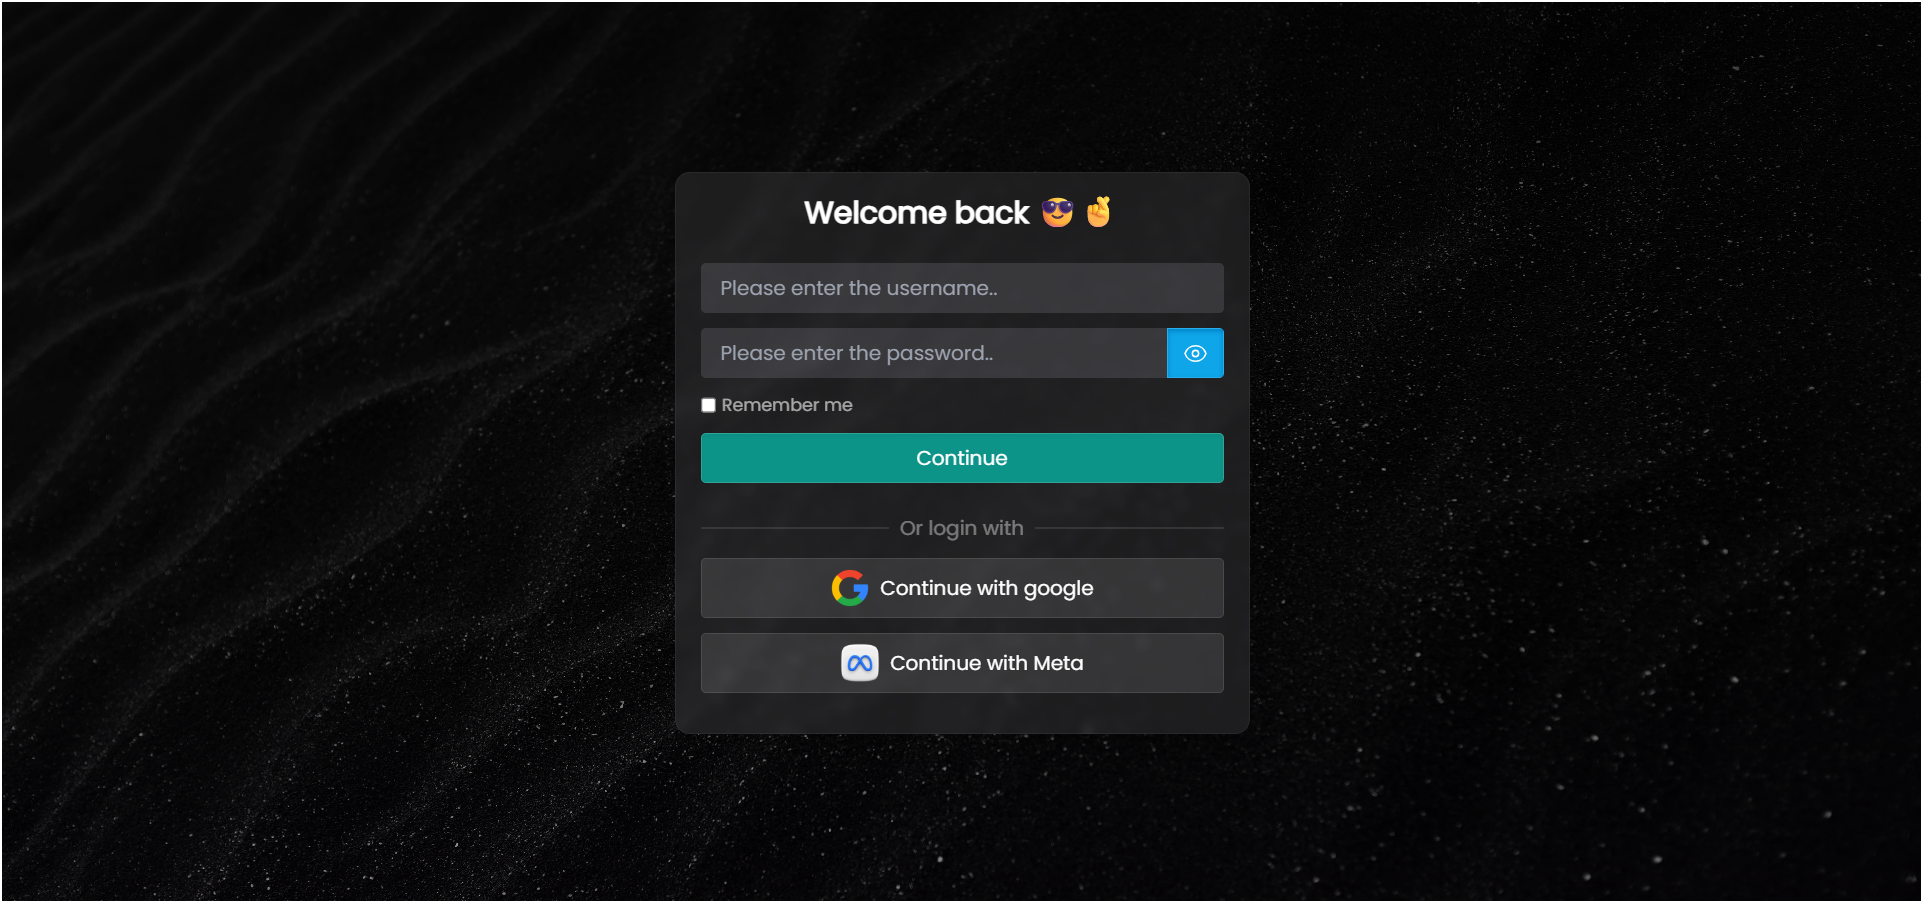 Welcome back 😎 🤞
Please enter the username..
Please enter the password..
Remember me
Continue
Or login with
Continue with google
Continue with Meta